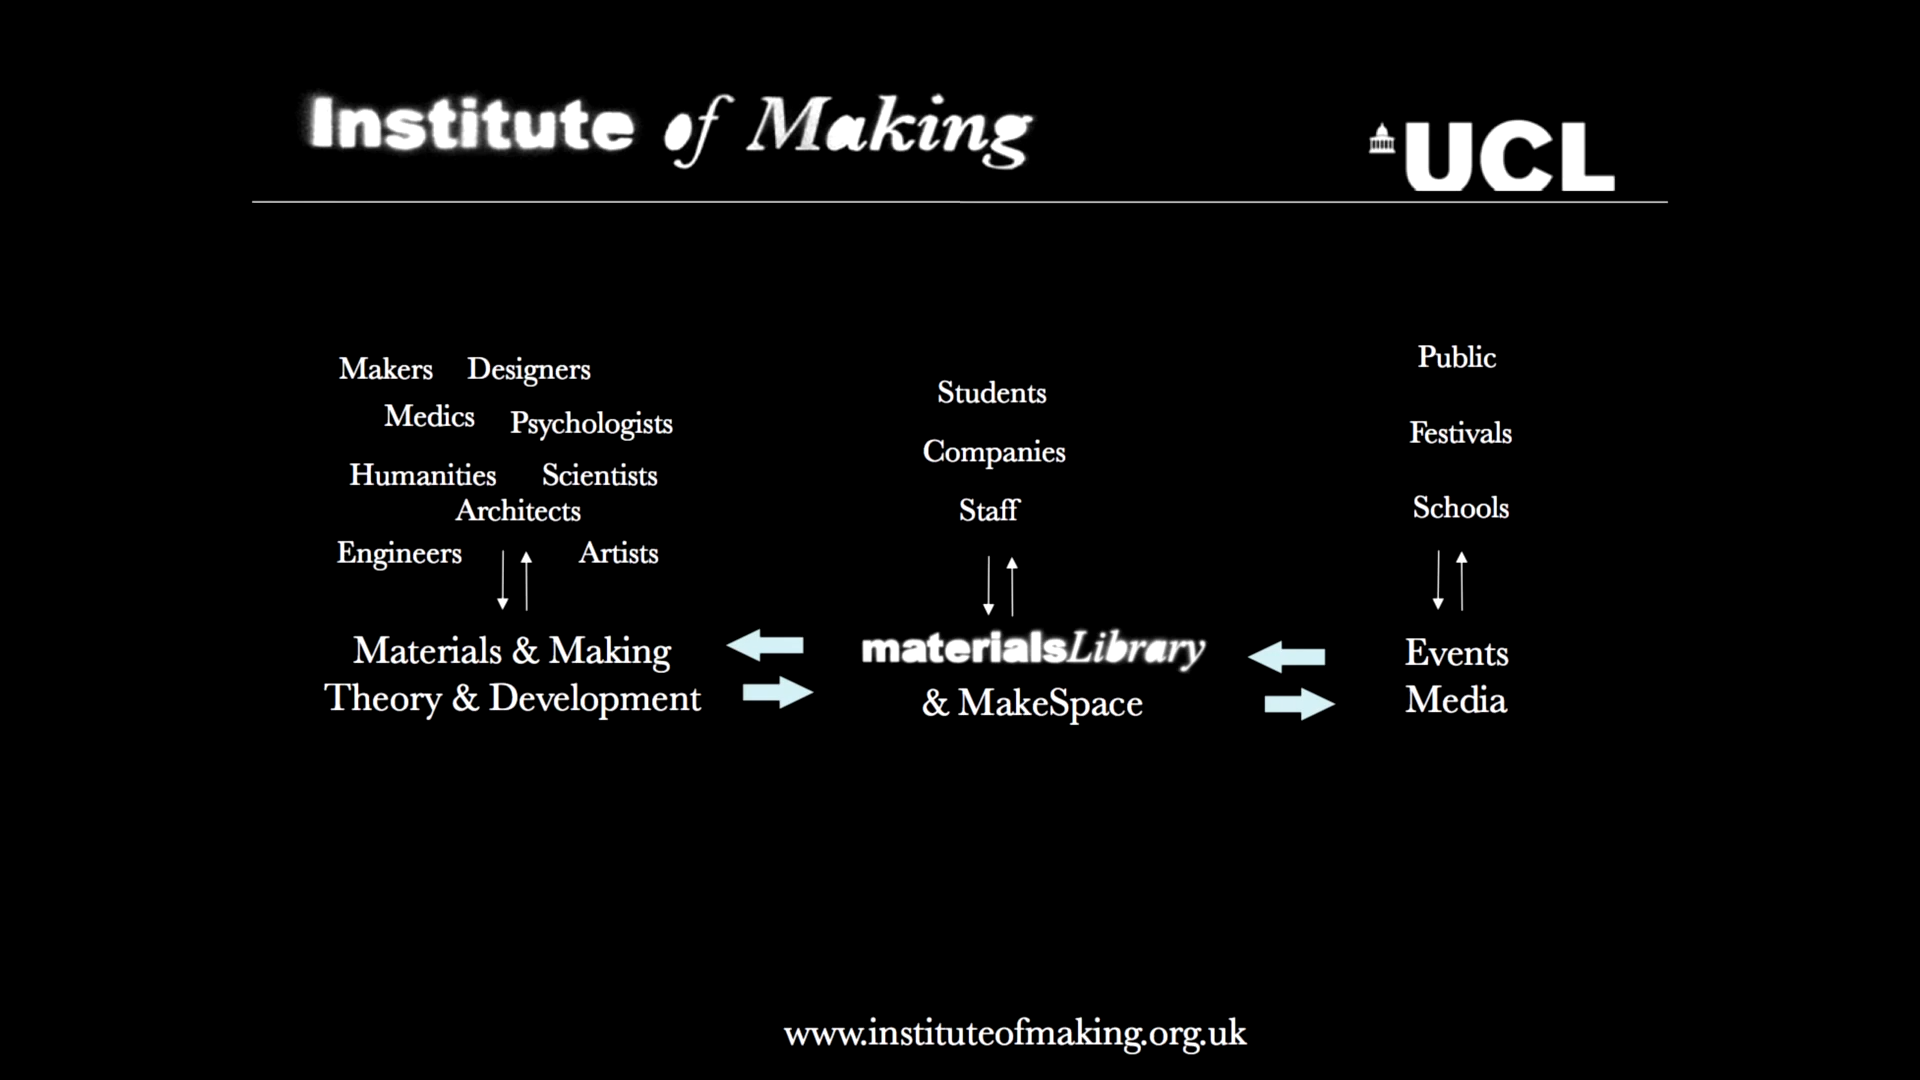 Institute of Making
UCL
Makers Designers
Medics Psychologists
Humanities Scientists
Architects
Engineers Artists
Materials & Making
Theory & Development
Students
Companies
Staff
materialsLibrary
& MakeSpace
Public
Festivals
Schools
Events
Media
www.instituteofmaking.org.uk